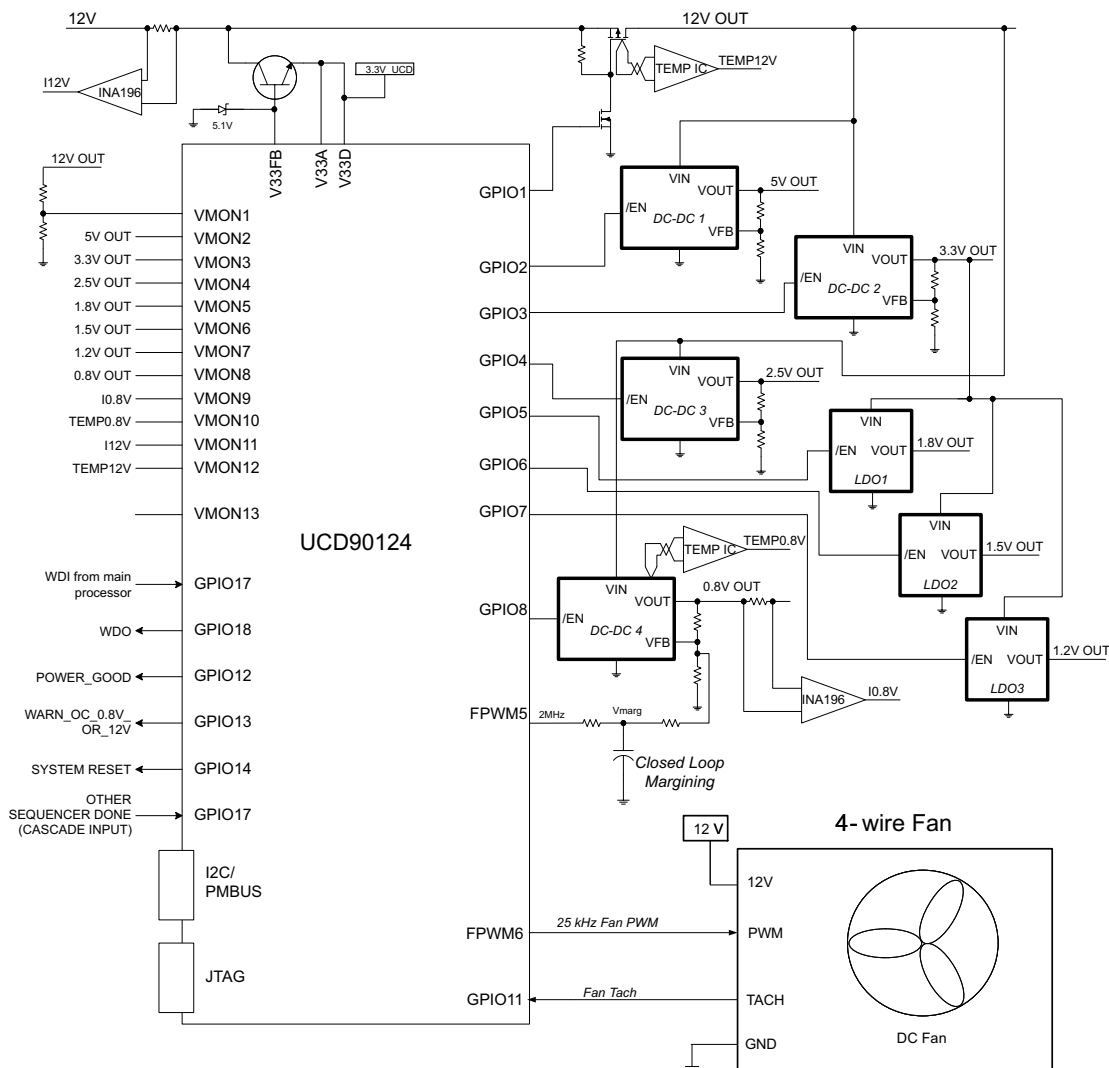 12V
12V OUT
I12V
INA196
3.3V_UCD
TEMP IC
TEMP12V
5.1V
V33FB
V33A
V33D
12V OUT
VMON1
5V OUT
VMON2
3.3V OUT
VMON3
2.5V OUT
VMON4
1.8V OUT
VMON5
1.5V OUT
VMON6
1.2V OUT
VMON7
0.8V OUT
VMON8
I0.8V
VMON9
TEMP0.8V
VMON10
I12V
VMON11
TEMP12V
VMON12
VMON13
UCD90124
WDI from main
processor
GPIO17
WDO
GPIO18
POWER_GOOD
GPIO12
WARN_OC_0.8V_
OR_12V
GPIO13
SYSTEM RESET
GPIO14
OTHER
SEQUENCER DONE
(CASCADE INPUT)
GPIO17
I2C/
PMBUS
JTAG
GPIO1
GPIO2
GPIO3
GPIO4
GPIO5
GPIO6
GPIO7
GPIO8
FPWM5
FPWM6
GPIO11
VIN
VOUT
/EN
DC-DC 1
VFB
5V OUT
VIN
VOUT
/EN
DC-DC 2
VFB
3.3V OUT
VIN
VOUT
/EN
DC-DC 3
VFB
2.5V OUT
VIN
/EN
VOUT
LDO1
1.8V OUT
VIN
/EN
VOUT
LDO2
1.5V OUT
VIN
/EN
VOUT
LDO3
1.2V OUT
TEMP IC
TEMP0.8V
VIN
VOUT
/EN
DC-DC 4
VFB
0.8V OUT
INA196
I0.8V
2MHz
Vmarg
Closed Loop
Margining
12 V
4- wire Fan
12V
25 kHz Fan PWM
PWM
Fan Tach
TACH
GND
DC Fan